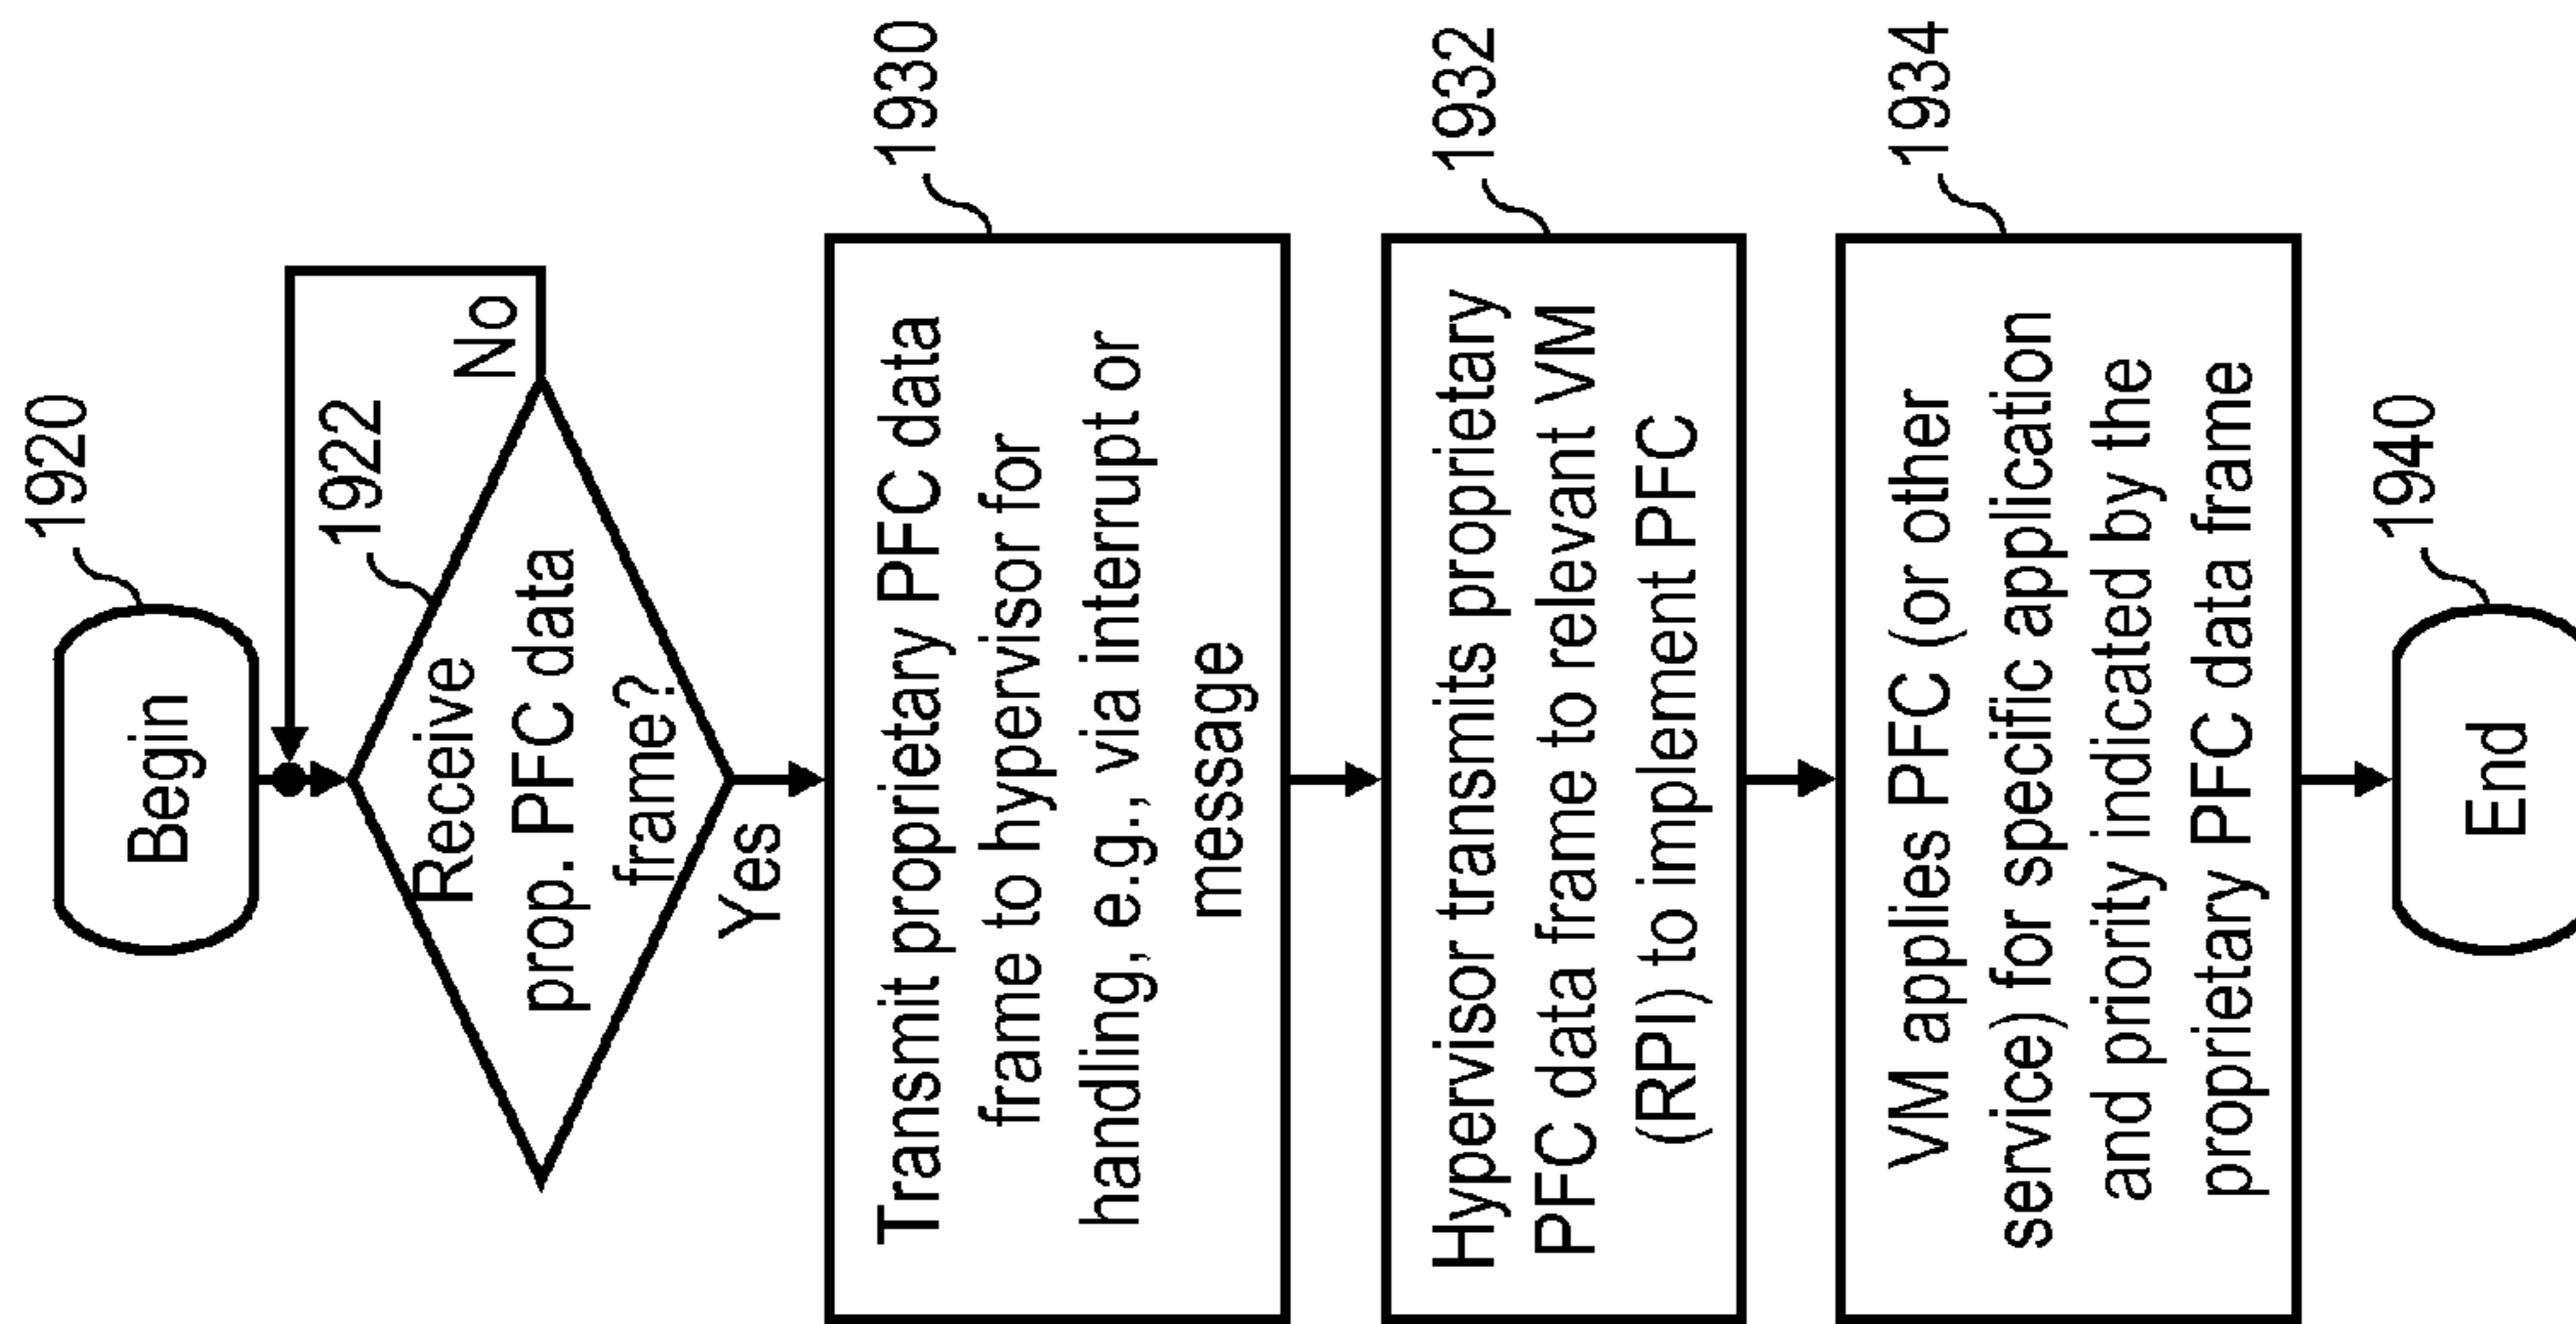 1920
Begin
1922
Receive
prop. PFC data
frame?
No
Yes
1930
Transmit proprietary PFC data
frame to hypervisor for
handling, e.g., via interrupt or
message
1932
Hypervisor transmits proprietary
PFC data frame to relevant VM
(RPI) to implement PFC
1934
VM applies PFC (or other
service) for specific application
and priority indicated by the
proprietary PFC data frame
1940
End